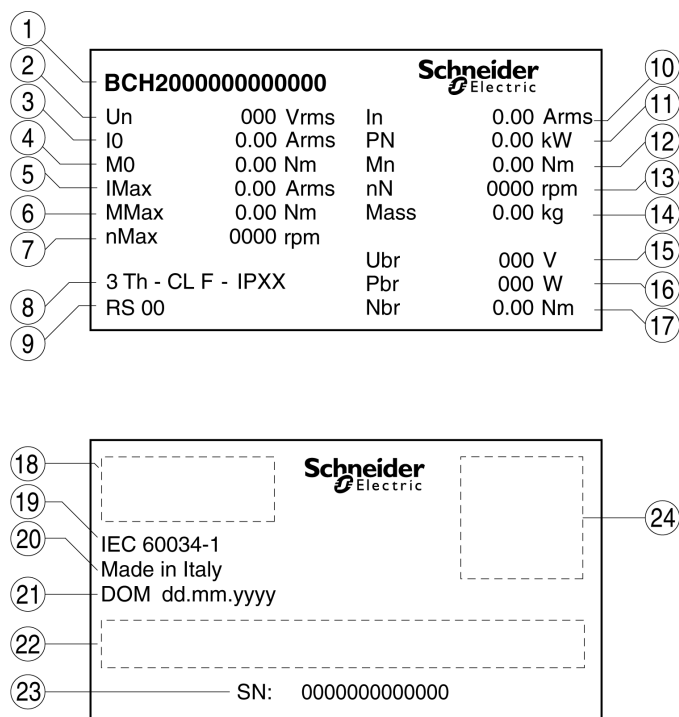 1
2
3
4
5
6
7
8
9
BCH2000000000000
Schneider
Electric
Un 000 Vrms In 0.00 Arms
I0 0.00 Arms PN 0.00 kW
M0 0.00 Nm Mn 0.00 Nm
IMax 0.00 Arms nN 0000 rpm
MMax 0.00 Nm Mass 0.00 kg
nMax 0000 rpm
Ubr 000 V
3 Th - CL F - IPXX Pbr 000 W
RS 00 Nbr 0.00 Nm
10
11
12
13
14
15
16
17
18
19
20
21
22
23
Schneider
Electric
IEC 60034-1
Made in Italy
DOM dd.mm.yyyy
SN: 0000000000000
24